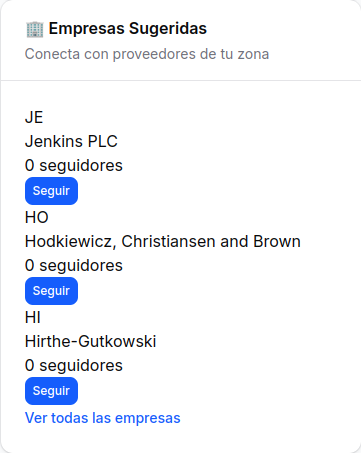 🏢 Empresas Sugeridas
Conecta con proveedores de tu zona
JE
Jenkins PLC
0 seguidores
Seguir
HO
Hodkiewicz, Christiansen and Brown
0 seguidores
Seguir
HI
Hirthe-Gutkowski
0 seguidores
Seguir
Ver todas las empresas